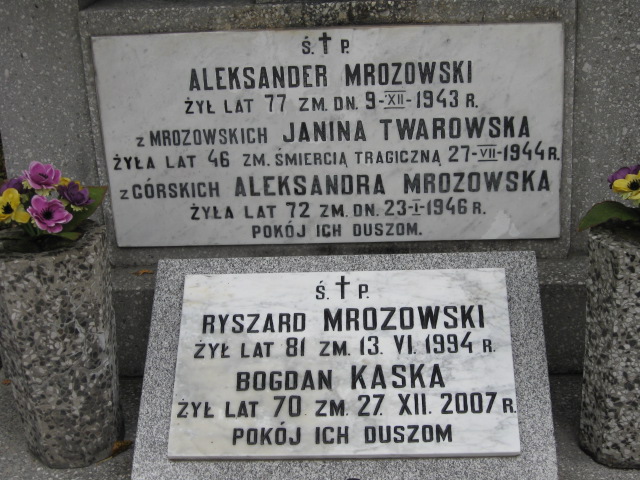 Ś. † P.
ALEKSANDER MROZOWSKI
ŻYŁ LAT 77 ZM. DN. 9-XII-1943 R.
Z MROZOWSKICH JANINA TWAROWSKA
ŻYŁA LAT 46 ZM. ŚMIERCIĄ TRAGICZNĄ 27-VII-1944 R.
Z GÓRSKICH ALEKSANDRA MROZOWSKA
ŻYŁA LAT 72 ZM. DN. 23-I-1946 R.
POKÓJ ICH DUSZOM.
Ś. † P.
RYSZARD MROZOWSKI
ŻYŁ LAT 81 ZM. 13. VI. 1994 R.
BOGDAN KASKA
ŻYŁ LAT 70 ZM. 27. XII. 2007 R.
POKÓJ ICH DUSZOM